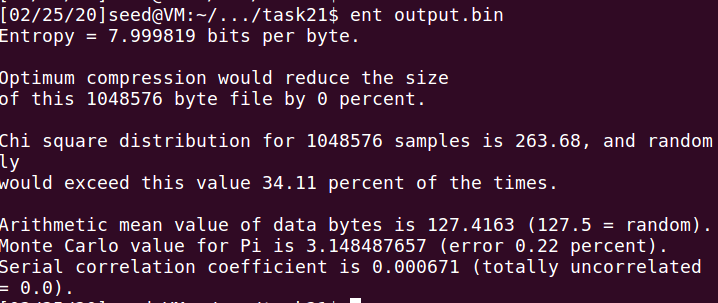 [02/25/20]seed@VM:~/.../task21$ ent output.bin
Entropy = 7.999819 bits per byte.
Optimum compression would reduce the size
of this 1048576 byte file by 0 percent.
Chi square distribution for 1048576 samples is 263.68, and random
ly
would exceed this value 34.11 percent of the times.
Arithmetic mean value of data bytes is 127.4163 (127.5 = random).
Monte Carlo value for Pi is 3.148487657 (error 0.22 percent).
Serial correlation coefficient is 0.000671 (totally uncorrelated
= 0.0).